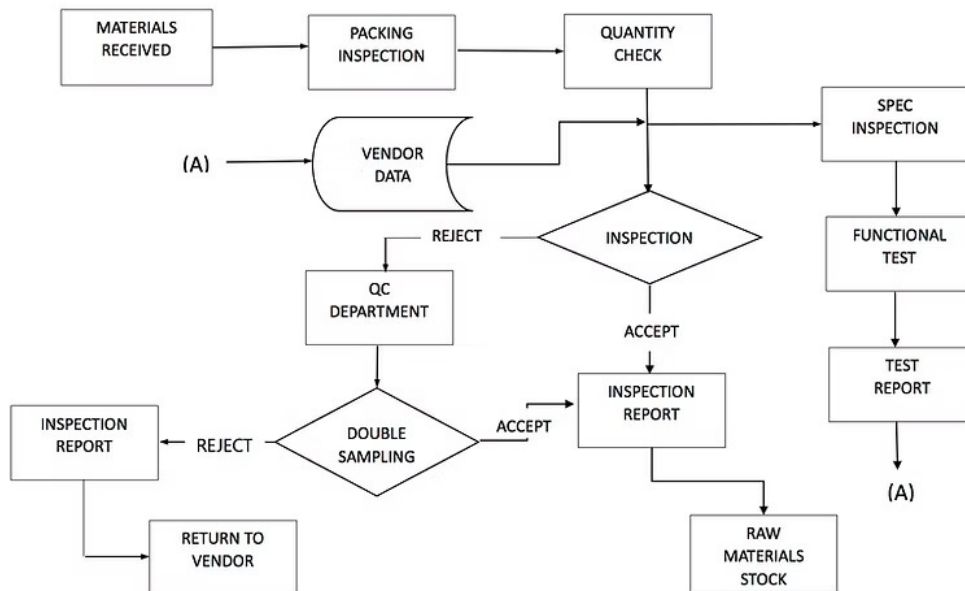 MATERIALS
RECEIVED
PACKING
INSPECTION
QUANTITY
CHECK
SPEC
INSPECTION
(A)
VENDOR
DATA
REJECT
INSPECTION
FUNCTIONAL
TEST
QC
DEPARTMENT
ACCEPT
TEST
REPORT
INSPECTION
REPORT
REJECT
DOUBLE
SAMPLING
ACCEPT
INSPECTION
REPORT
(A)
RETURN TO
VENDOR
RAW
MATERIALS
STOCK